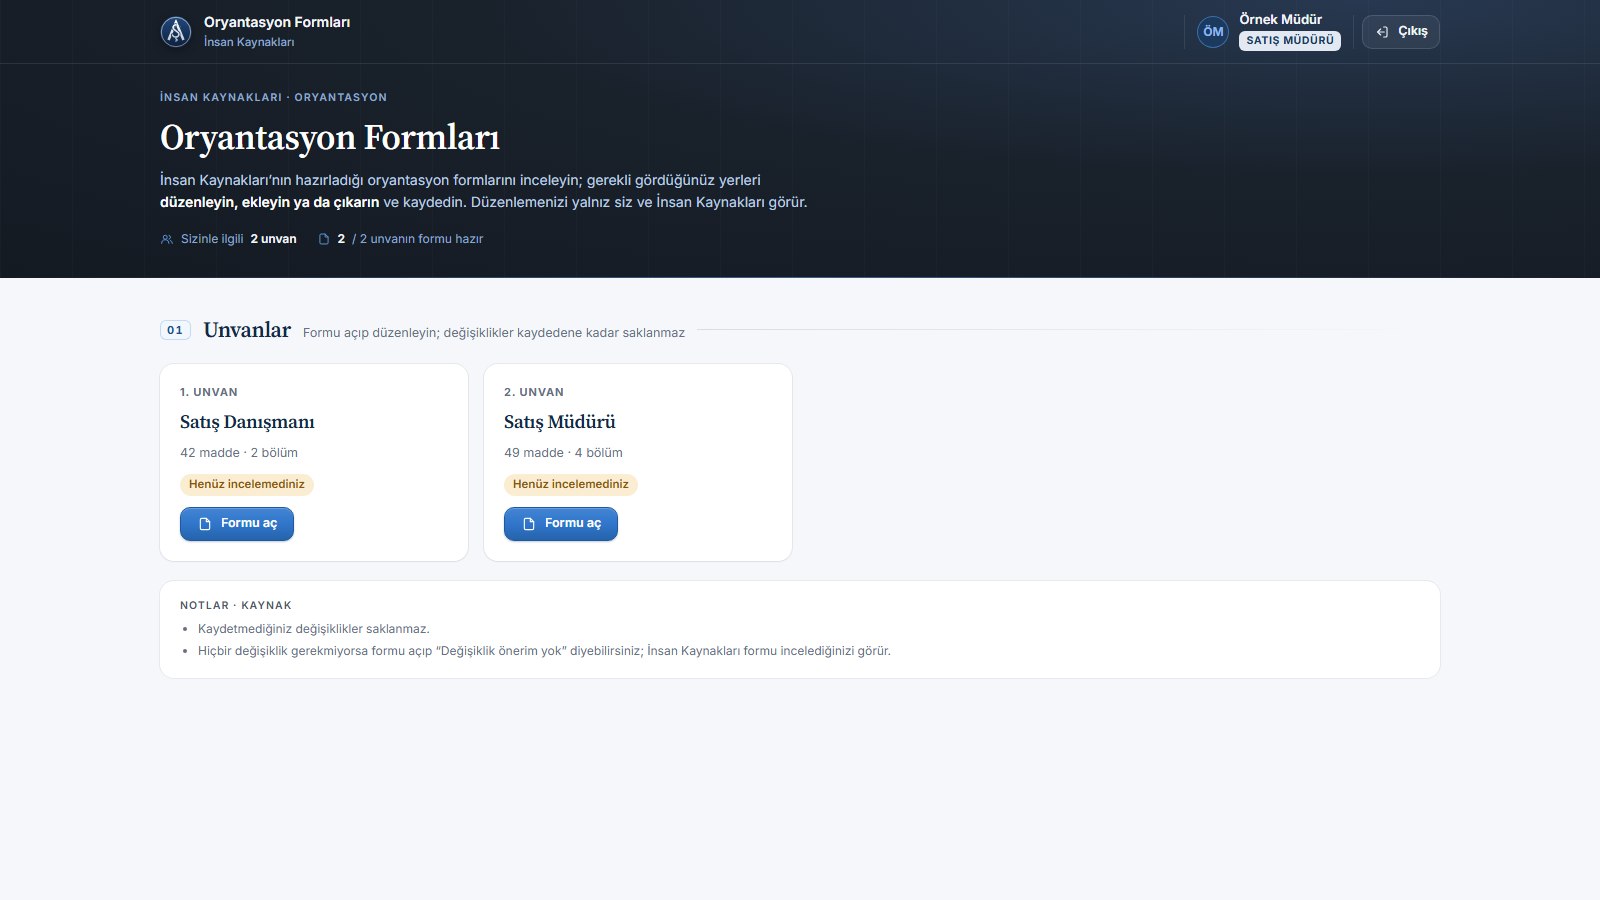 Oryantasyon Formları
İnsan Kaynakları
ÖM
Örnek Müdür
SATIŞ MÜDÜRÜ
Çıkış
İNSAN KAYNAKLARI · ORYANTASYON
Oryantasyon Formları
İnsan Kaynakları’nın hazırladığı oryantasyon formlarını inceleyin; gerekli gördüğünüz yerleri
düzenleyin, ekleyin ya da çıkarın ve kaydedin. Düzenlemenizi yalnız siz ve İnsan Kaynakları görür.
Sizinle ilgili 2 unvan 2 / 2 unvanın formu hazır
01 Unvanlar Formu açıp düzenleyin; değişiklikler kaydedene kadar saklanmaz
1. UNVAN
Satış Danışmanı
42 madde · 2 bölüm
Henüz incelemediniz
Formu aç
2. UNVAN
Satış Müdürü
49 madde · 4 bölüm
Henüz incelemediniz
Formu aç
NOTLAR · KAYNAK
• Kaydetmediğiniz değişiklikler saklanmaz.
• Hiçbir değişiklik gerekmiyorsa formu açıp “Değişiklik önerim yok” diyebilirsiniz; İnsan Kaynakları formu incelediğinizi görür.